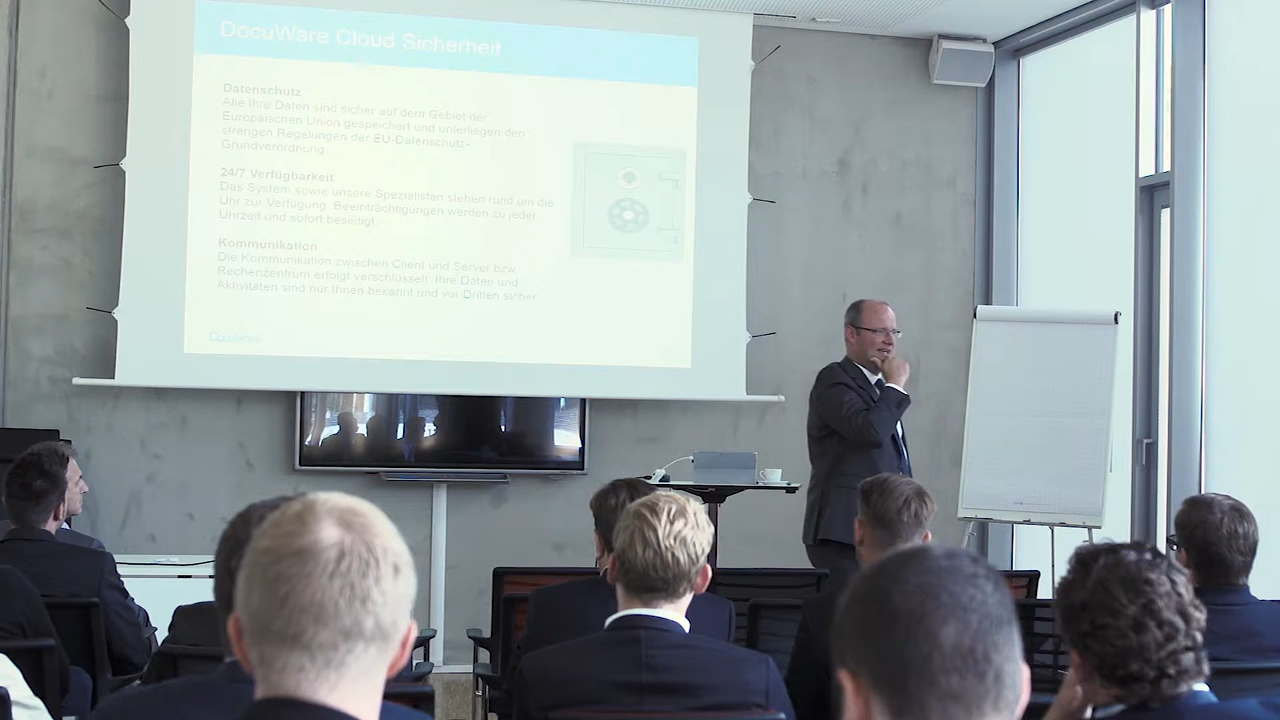 DocuWare Cloud Sicherheit
Datenschutz
Alle Ihre Daten sind sicher auf dem Gebiet der
Europäischen Union gespeichert und unterliegen den
strengen Regelungen der EU-Datenschutz-
Grundverordnung
24/7 Verfügbarkeit
Das System sowie unsere Spezialisten stehen rund um die
Uhr zur Verfügung. Beeinträchtigungen werden zu jeder
Uhrzeit und sofort beseitigt.
Kommunikation
Die Kommunikation zwischen Client und Server bzw.
Rechenzentrum erfolgt verschlüsselt. Ihre Daten und
Aktivitäten sind nur Ihnen bekannt und vor Dritten sicher.
DocuWare